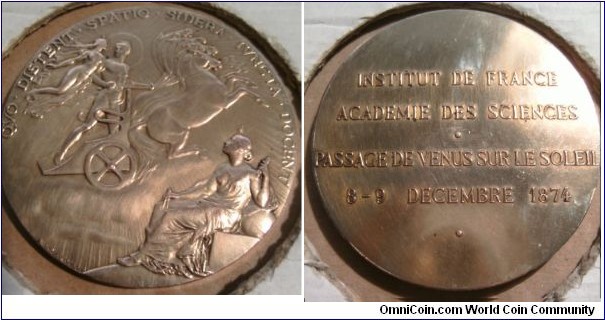 QVO · DISTENT · SPATIO · SIDERA · IVNCTA · DOCENT
INSTITUT DE FRANCE
ACADEMIE DES SCIENCES
PASSAGE DE VENUS SUR LE SOLEIL
8-9 DECEMBRE 1874
OmniCoin.com World Coin Community